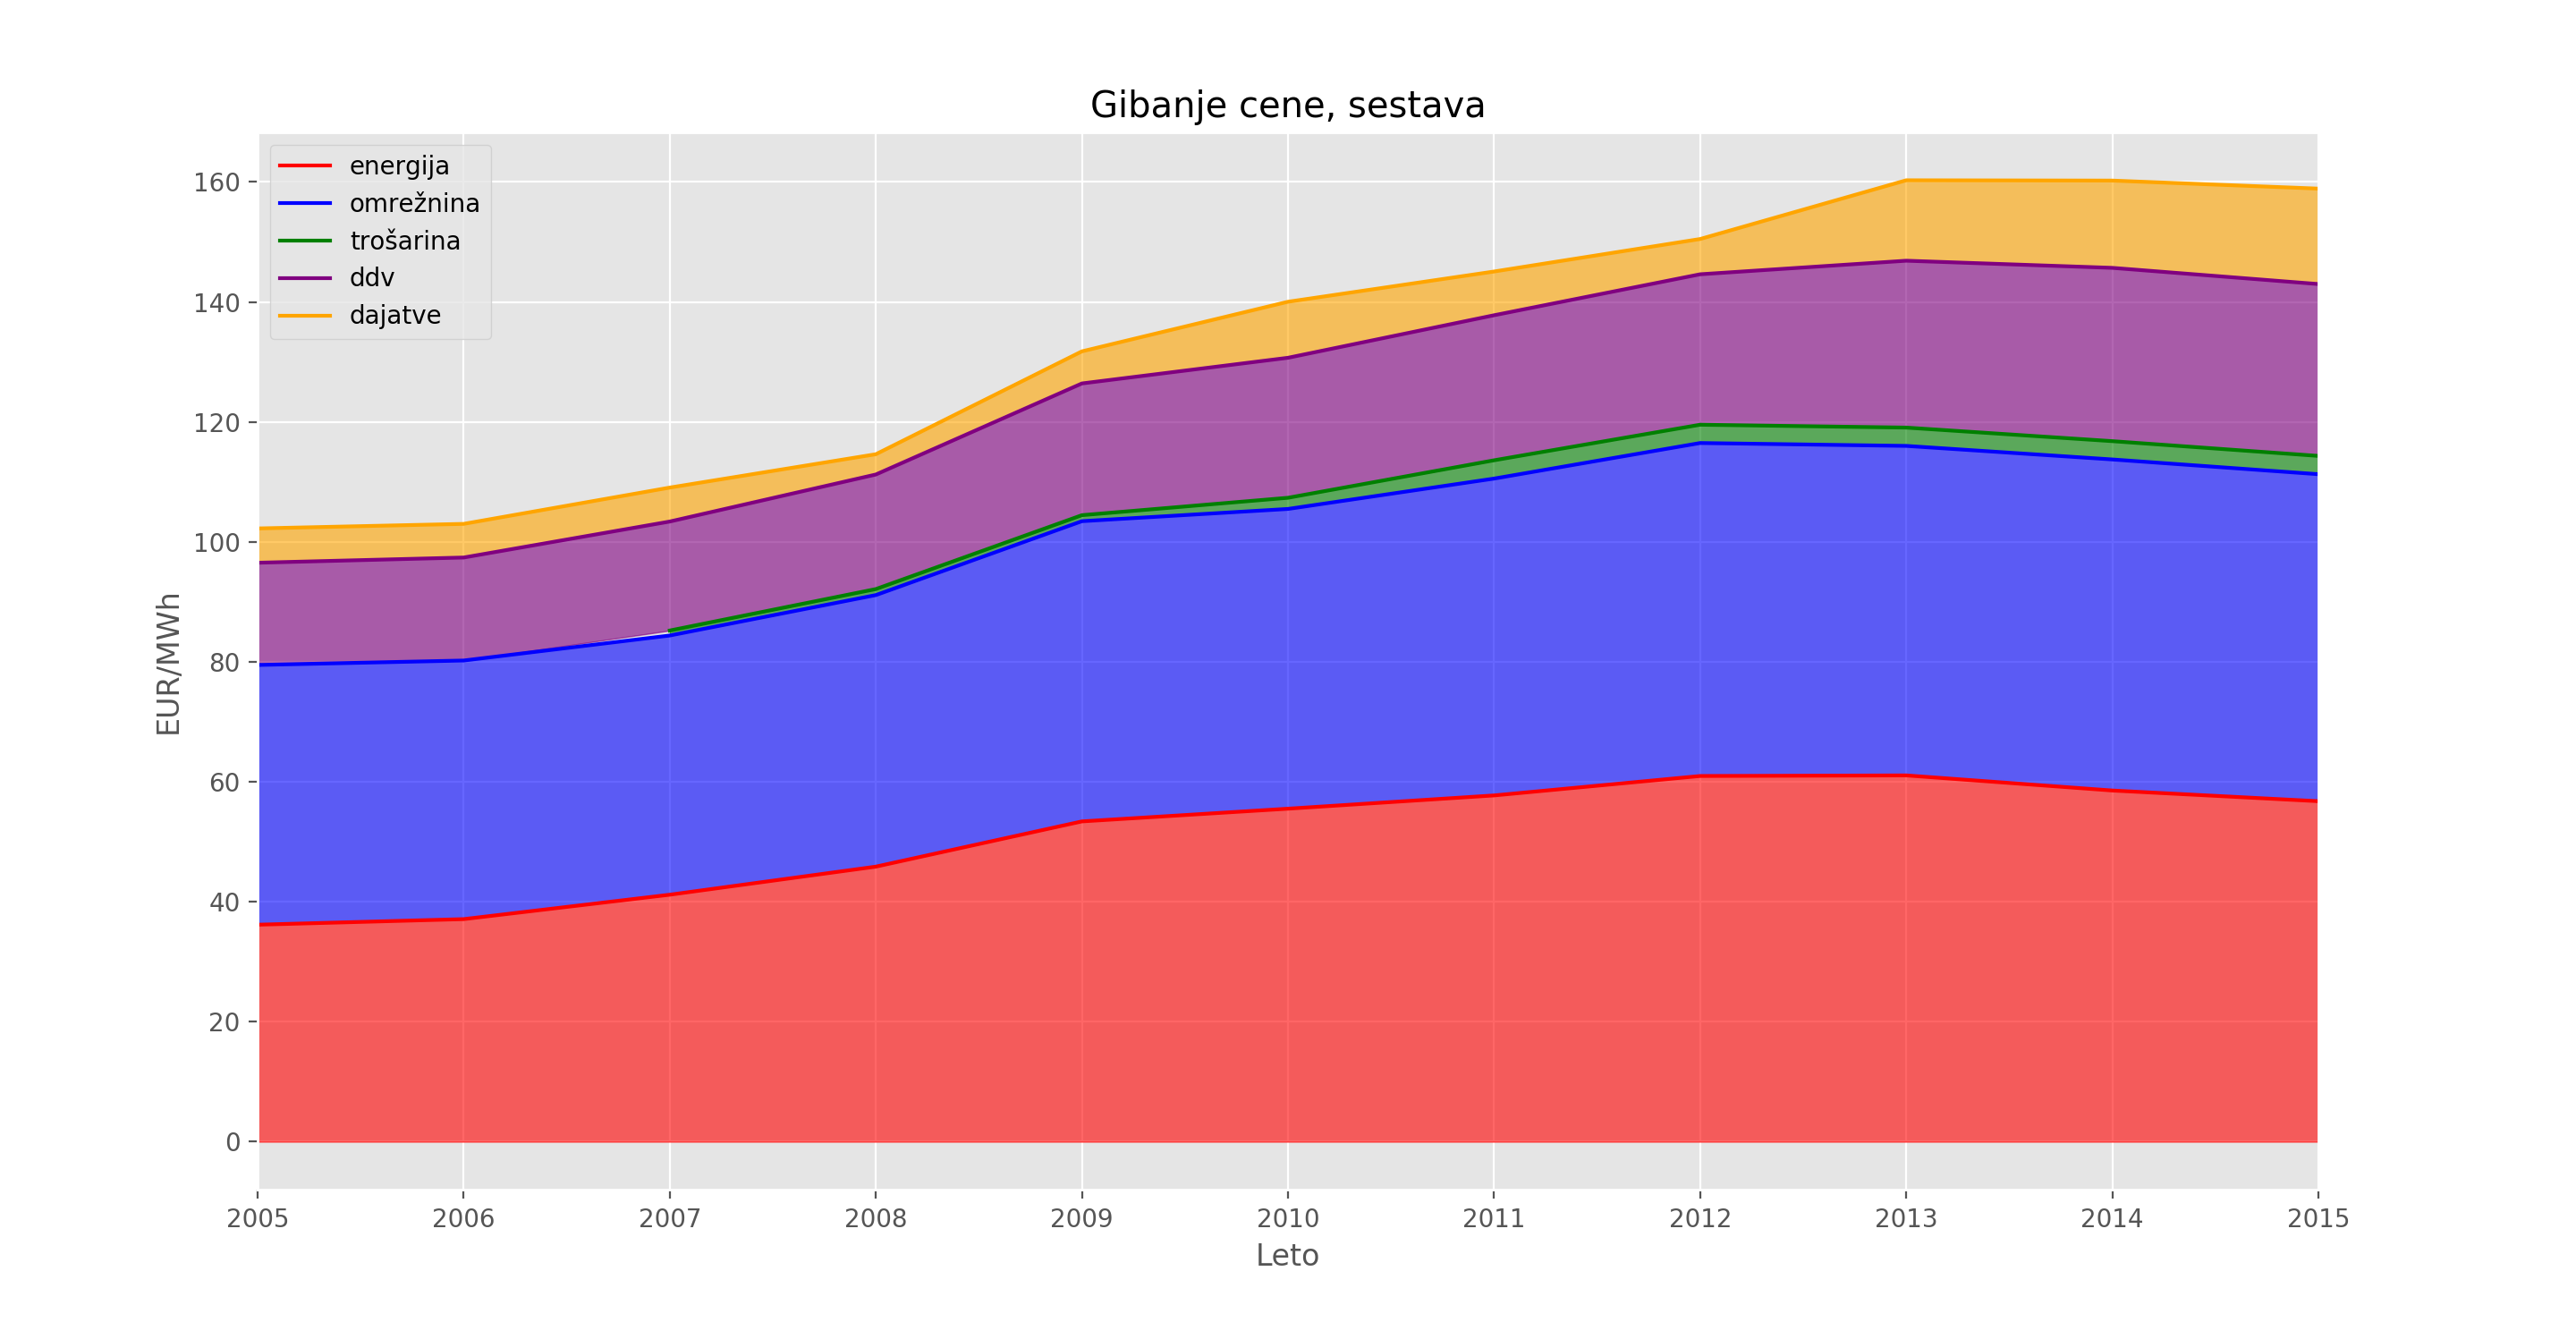 Gibanje cene, sestava
energija
omrežnina
trošarina
ddv
dajatve
160
140
120
100
80
60
40
20
0
EUR/MWh
2005 2006 2007 2008 2009 2010 2011 2012 2013 2014 2015
Leto